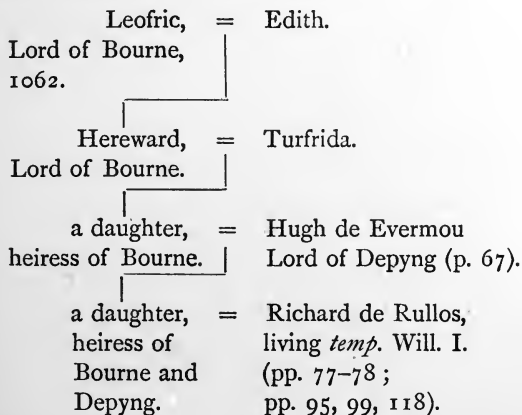 Leofric, = Edith.
Lord of Bourne,
1062.
Hereward, = Turfrida.
Lord of Bourne.
a daughter, = Hugh de Evermou
heiress of Bourne. Lord of Depyng (p. 67).
a daughter, = Richard de Rullos,
heiress of living temp. Will. I.
Bourne and (pp. 77–78 ;
Depyng. pp. 95, 99, 118).